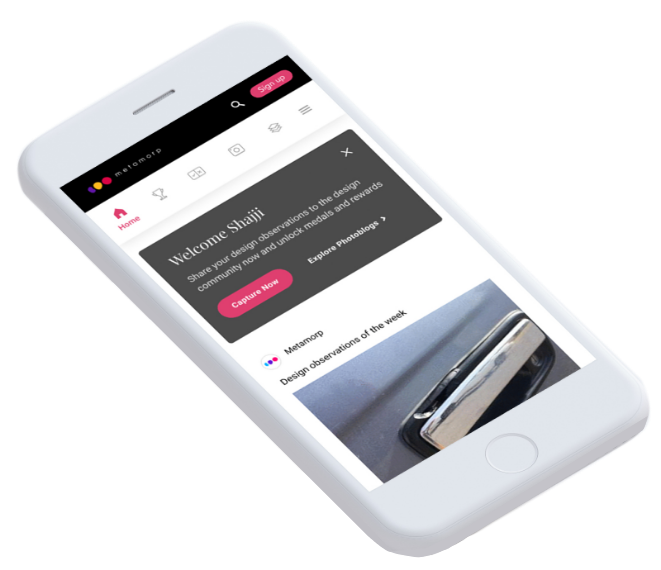 metamorp
Sign up
Home
Welcome Shaiji
Share your design observations to the design
community now and unlock medals and rewards
Capture Now
Explore Photoblogs
Metamorp
Design observations of the week